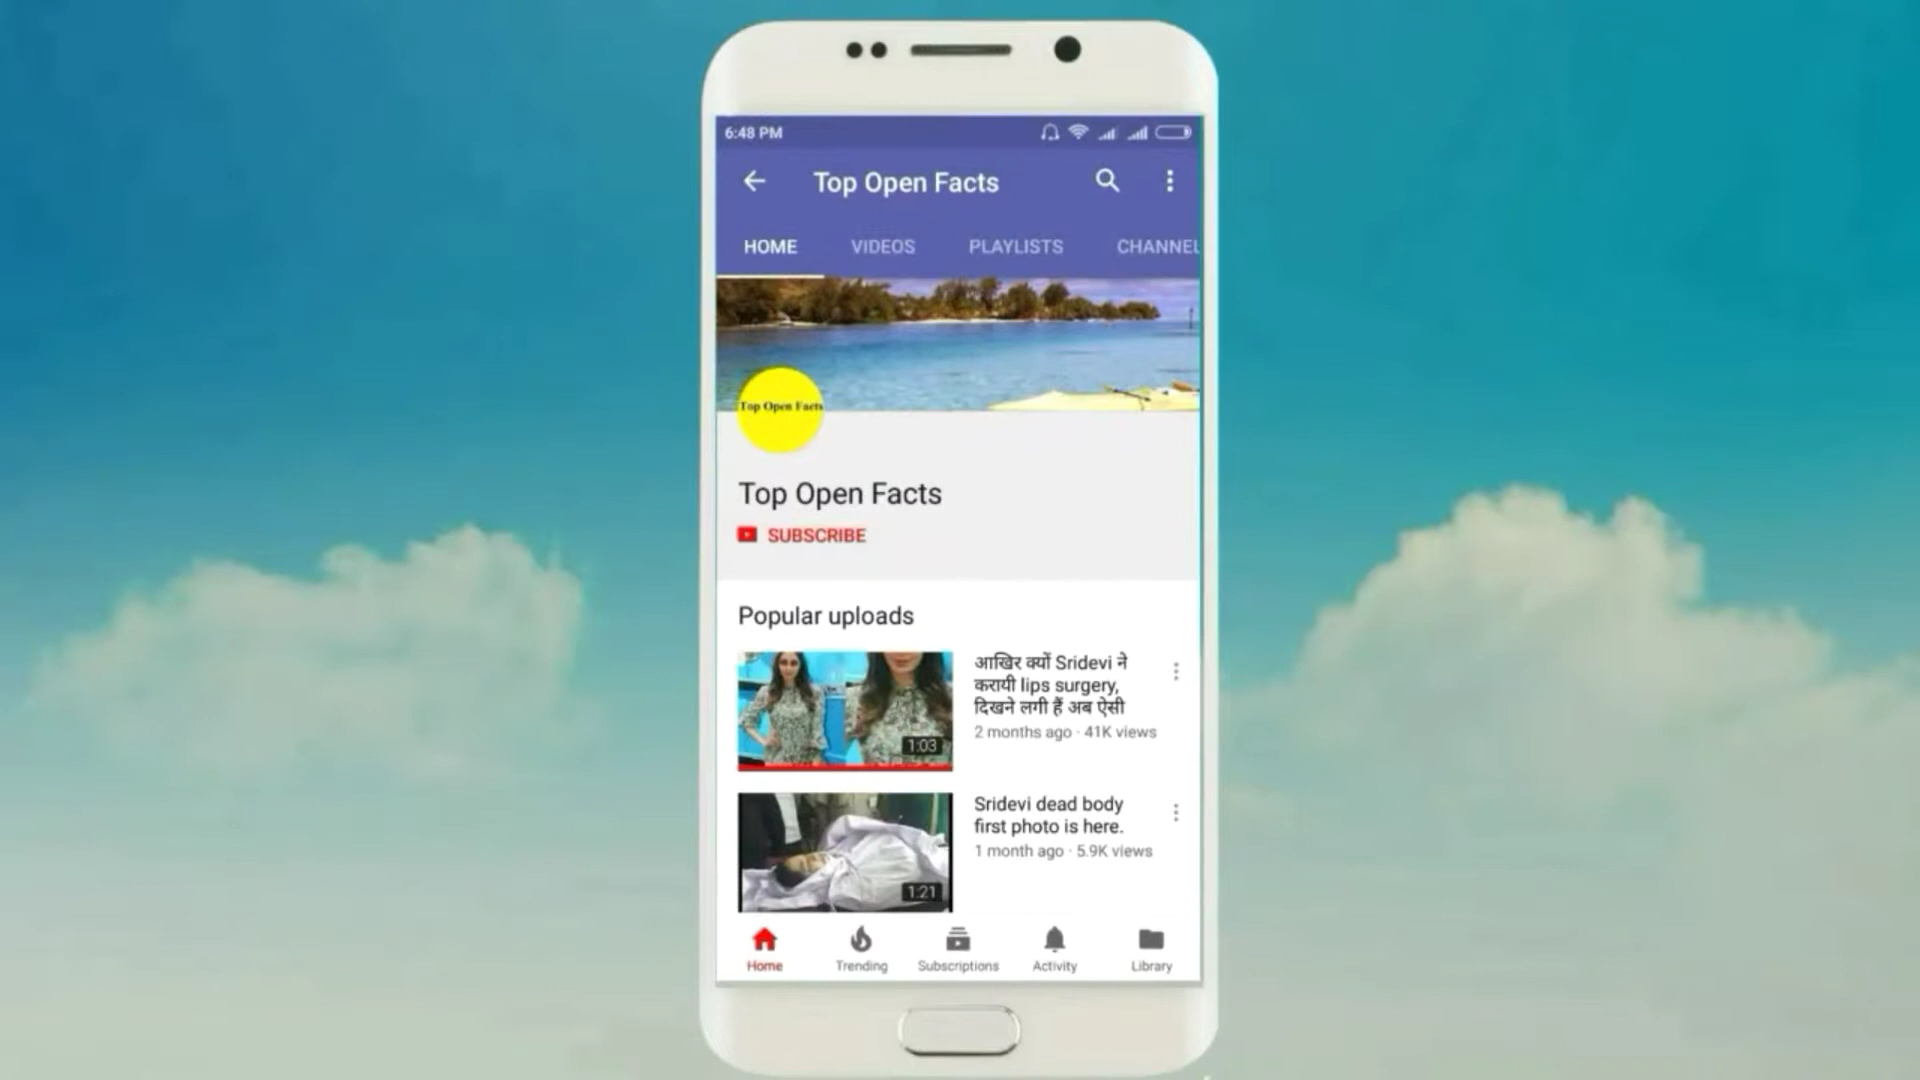 6:48 PM
Top Open Facts
HOME VIDEOS PLAYLISTS CHANNEL
Top Open Facts
Top Open Facts
SUBSCRIBE
Popular uploads
आखिर क्यों Sridevi ने
करायी lips surgery,
दिखने लगी हैं अब ऐसी
2 months ago · 41K views
1:03
Sridevi dead body
first photo is here.
1 month ago · 5.9K views
1:21
Home Trending Subscriptions Activity Library